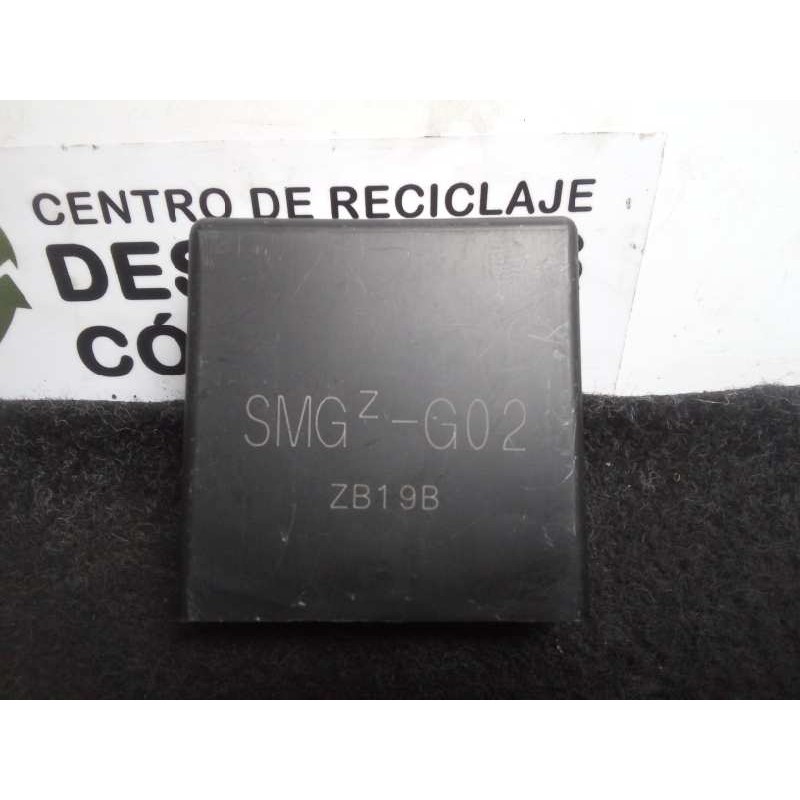 CENTRO DE RECICLAJE
DES
CÓ
SMGᶻ-G02
ZB19B